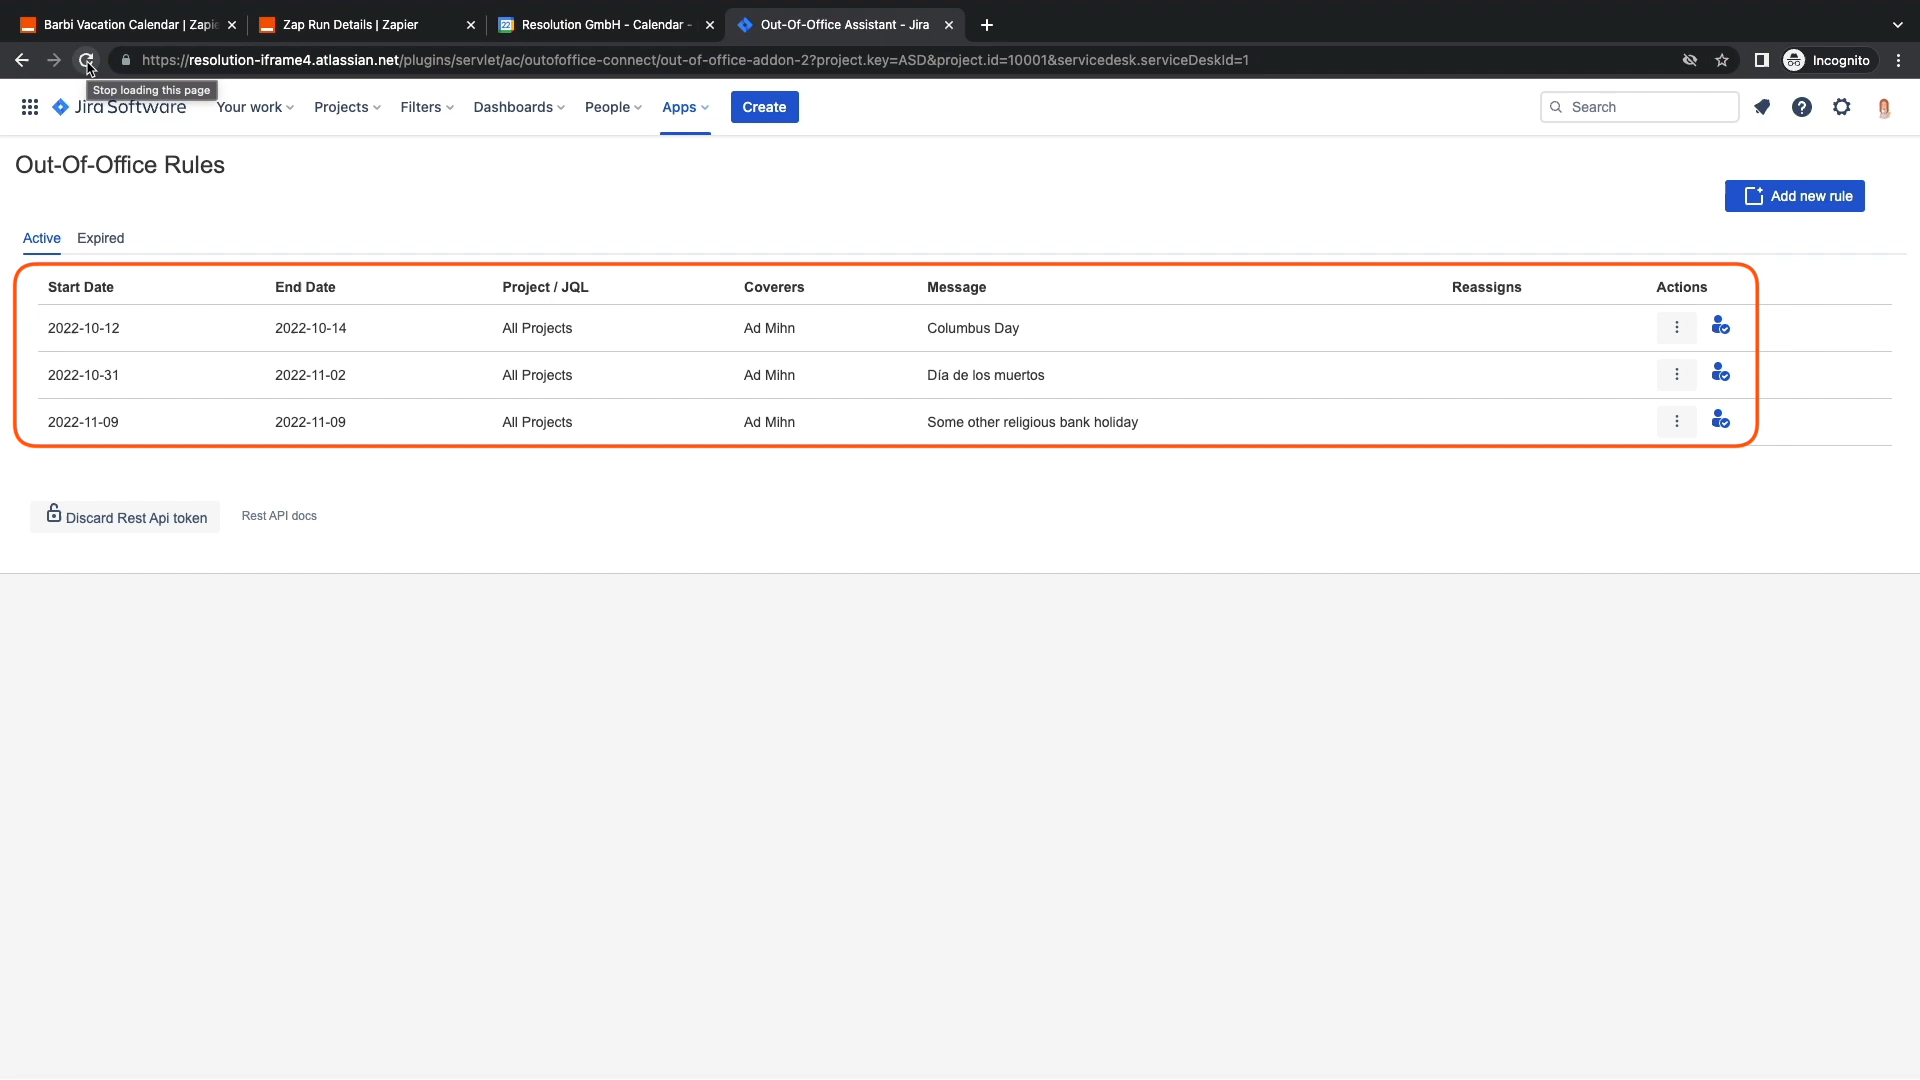 Barbi Vacation Calendar | Zapie
Zap Run Details | Zapier
22 Resolution GmbH - Calendar -
Out-Of-Office Assistant - Jira
https://resolution-iframe4.atlassian.net/plugins/servlet/ac/outofoffice-connect/out-of-office-addon-2?project.key=ASD&project.id=10001&servicedesk.serviceDeskId=1
Incognito
Stop loading this page
Jira Software
Your work
Projects
Filters
Dashboards
People
Apps
Create
Search
Out-Of-Office Rules
Add new rule
Active Expired
Start Date End Date Project / JQL Coverers Message Reassigns Actions
2022-10-12 2022-10-14 All Projects Ad Mihn Columbus Day
2022-10-31 2022-11-02 All Projects Ad Mihn Día de los muertos
2022-11-09 2022-11-09 All Projects Ad Mihn Some other religious bank holiday
Discard Rest Api token Rest API docs